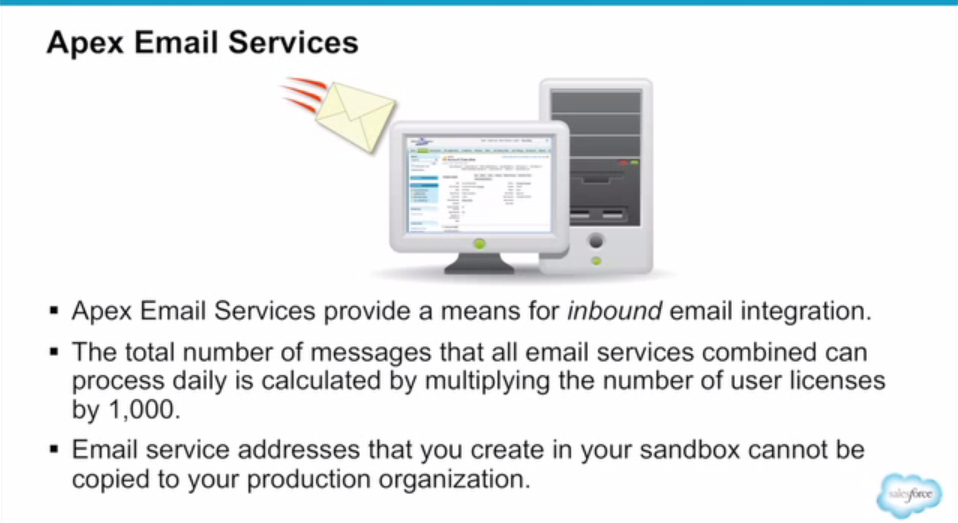 Apex Email Services
▪ Apex Email Services provide a means for inbound email integration.
▪ The total number of messages that all email services combined can
process daily is calculated by multiplying the number of user licenses
by 1,000.
▪ Email service addresses that you create in your sandbox cannot be
copied to your production organization.
salesforce